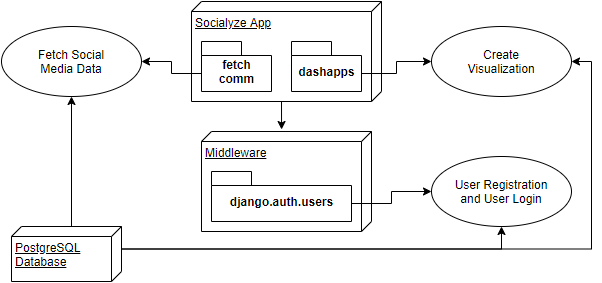 Socialyze App
Fetch Social
Media Data
fetch
comm
dashapps
Create
Visualization
Middleware
django.auth.users
User Registration
and User Login
PostgreSQL
Database